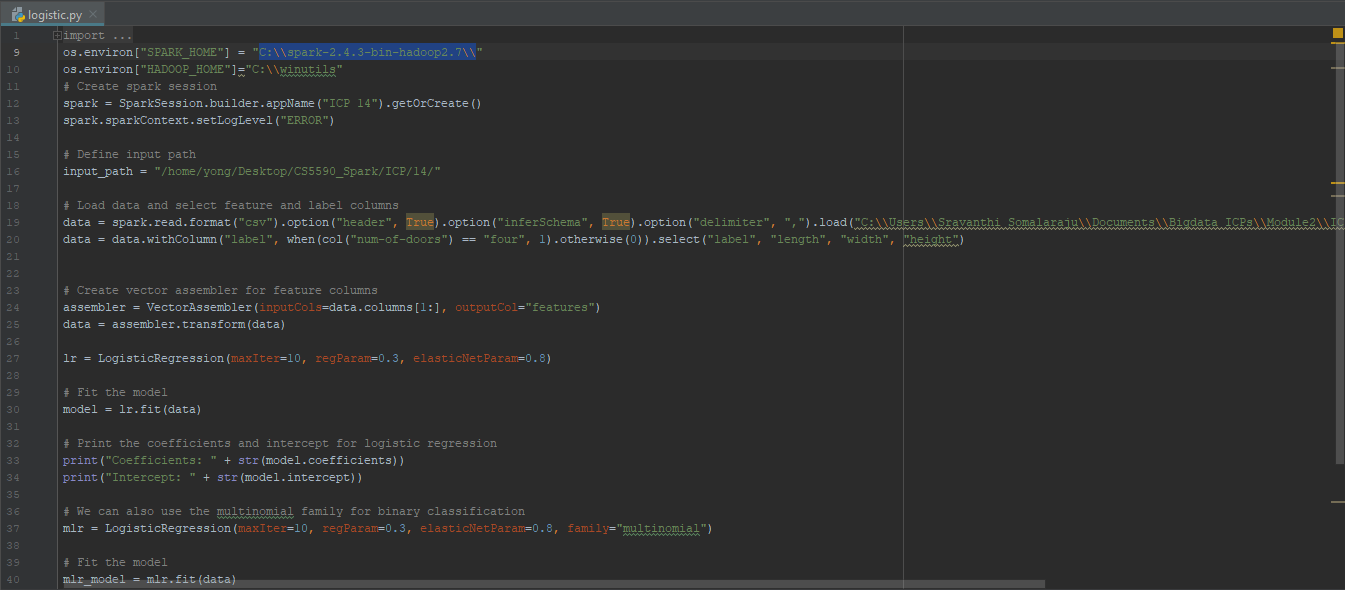 logistic.py
1 import ...
9 os.environ["SPARK_HOME"] = "C:\\spark-2.4.3-bin-hadoop2.7\\"
10 os.environ["HADOOP_HOME"]="C:\\winutils"
11 # Create spark session
12 spark = SparkSession.builder.appName("ICP 14").getOrCreate()
13 spark.sparkContext.setLogLevel("ERROR")
14
15 # Define input path
16 input_path = "/home/yong/Desktop/CS5590_Spark/ICP/14/"
17
18 # Load data and select feature and label columns
19 data = spark.read.format("csv").option("header", True).option("inferSchema", True).option("delimiter", ",").load("C:\\Users\\Sravanthi Somalaraju\\Documents\\Bigdata ICPs\\Module2\\IC
20 data = data.withColumn("label", when(col("num-of-doors") == "four", 1).otherwise(0)).select("label", "length", "width", "height")
21
22
23 # Create vector assembler for feature columns
24 assembler = VectorAssembler(inputCols=data.columns[1:], outputCol="features")
25 data = assembler.transform(data)
26
27 lr = LogisticRegression(maxIter=10, regParam=0.3, elasticNetParam=0.8)
28
29 # Fit the model
30 model = lr.fit(data)
31
32 # Print the coefficients and intercept for logistic regression
33 print("Coefficients: " + str(model.coefficients))
34 print("Intercept: " + str(model.intercept))
35
36 # We can also use the multinomial family for binary classification
37 mlr = LogisticRegression(maxIter=10, regParam=0.3, elasticNetParam=0.8, family="multinomial")
38
39 # Fit the model
40 mlr_model = mlr.fit(data)